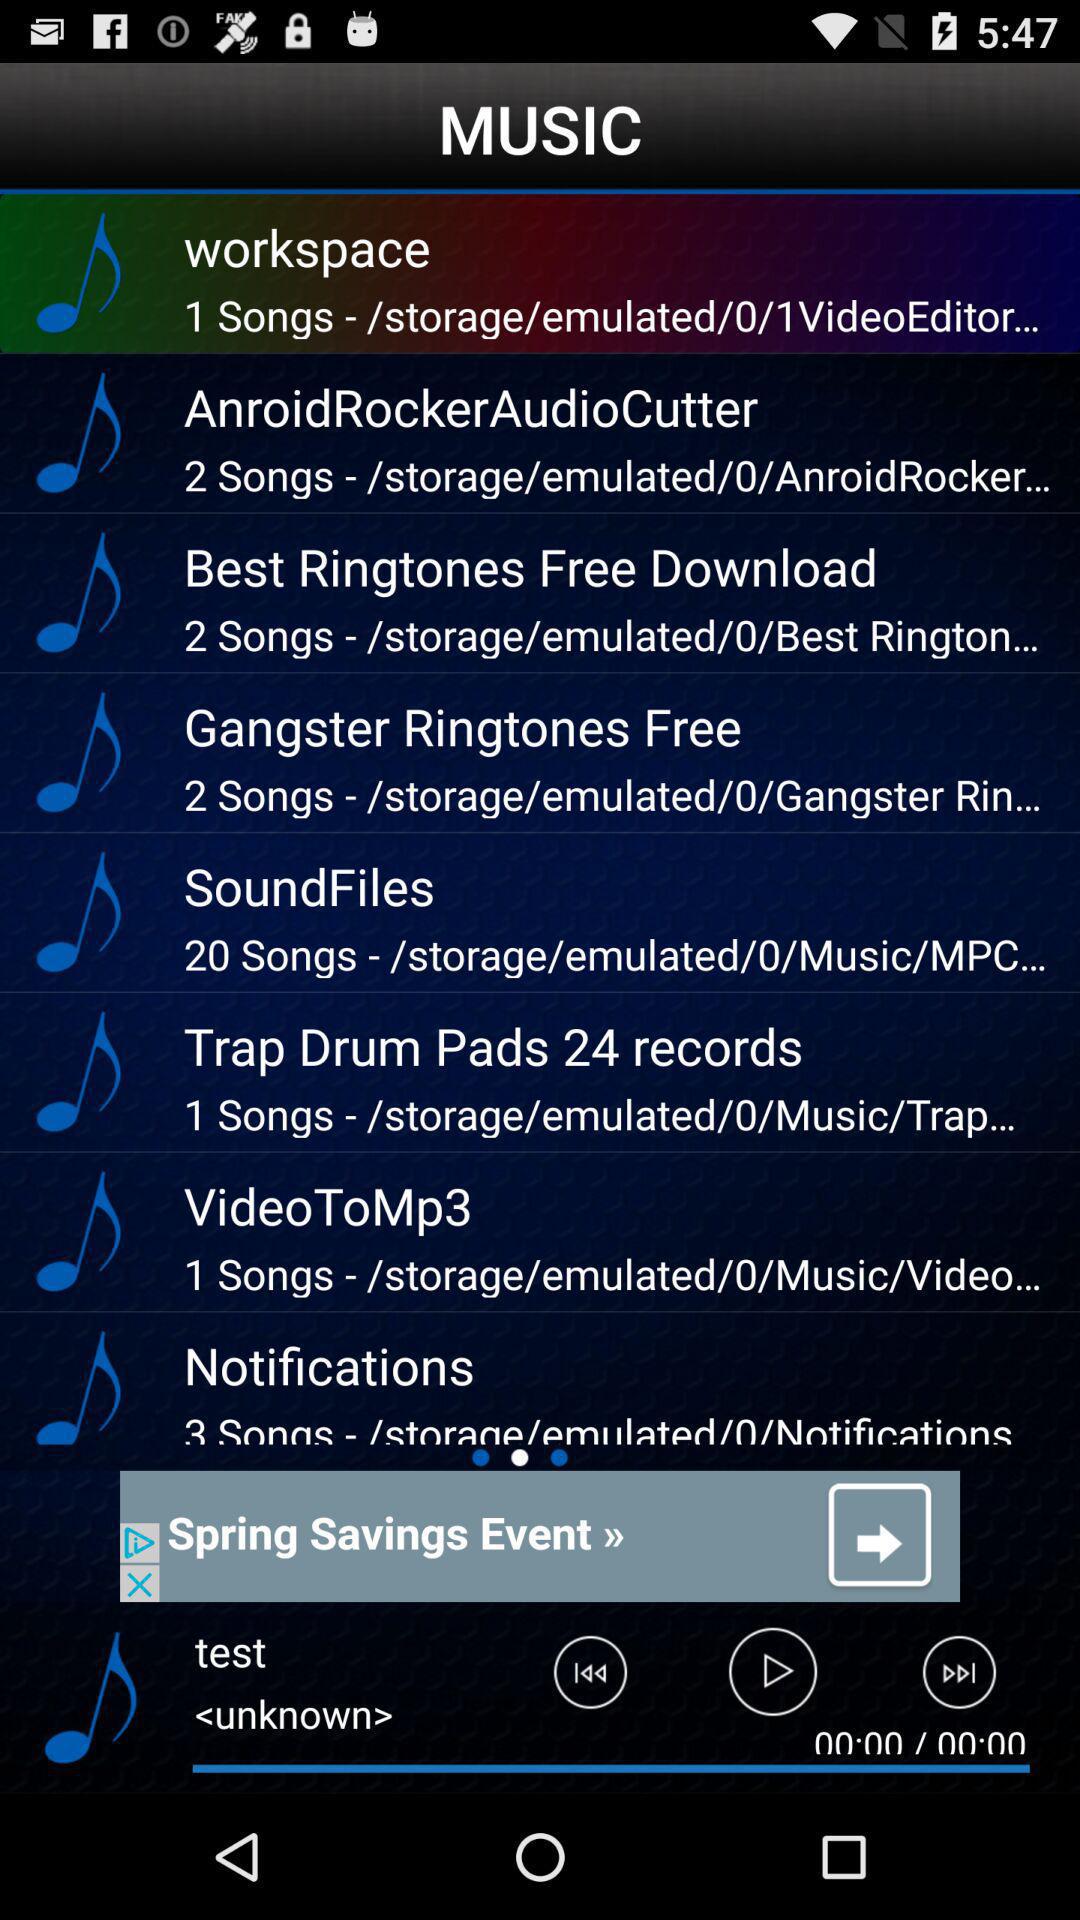 FAKE
5:47
MUSIC
workspace
1 Songs - /storage/emulated/0/1VideoEditor...
AnroidRockerAudioCutter
2 Songs - /storage/emulated/0/AnroidRocker...
Best Ringtones Free Download
2 Songs - /storage/emulated/0/Best Rington...
Gangster Ringtones Free
2 Songs - /storage/emulated/0/Gangster Rin...
SoundFiles
20 Songs - /storage/emulated/0/Music/MPC...
Trap Drum Pads 24 records
1 Songs - /storage/emulated/0/Music/Trap...
VideoToMp3
1 Songs - /storage/emulated/0/Music/Video...
Notifications
3 Songs - /storage/emulated/0/Notifications
Spring Savings Event »
test
<unknown>
00:00 / 00:00